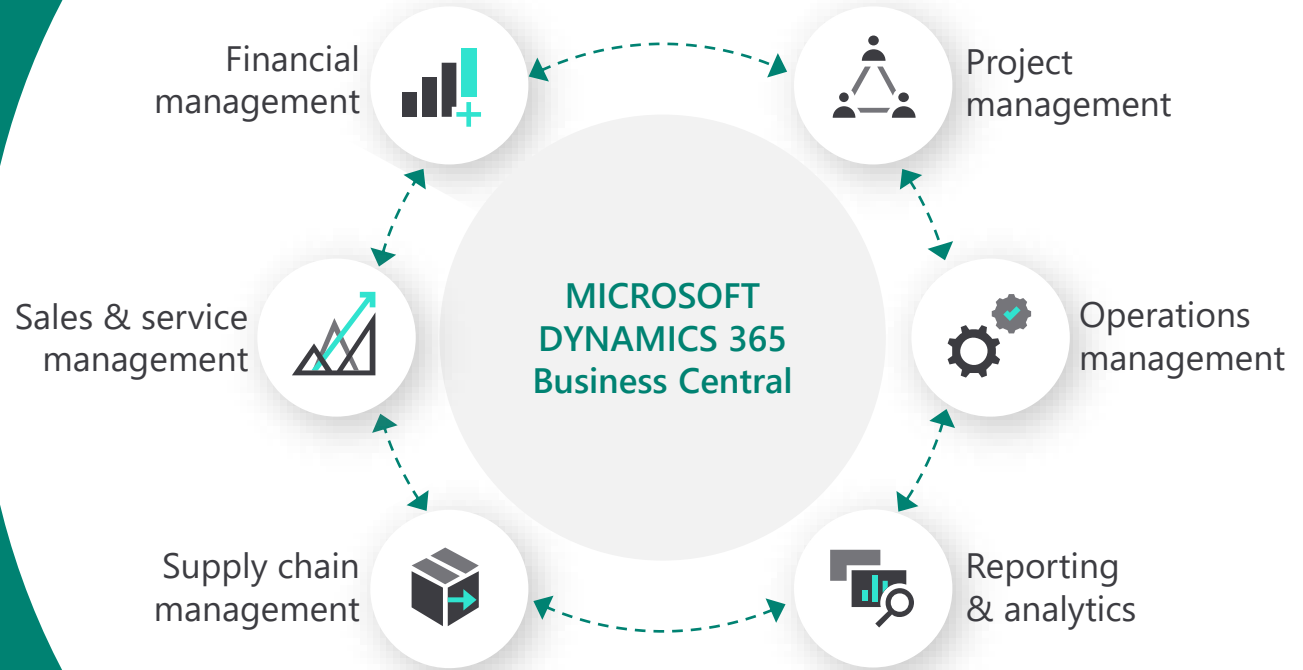 Financial
management
Project
management
Sales & service
management
MICROSOFT
DYNAMICS 365
Business Central
Operations
management
Supply chain
management
Reporting
& analytics